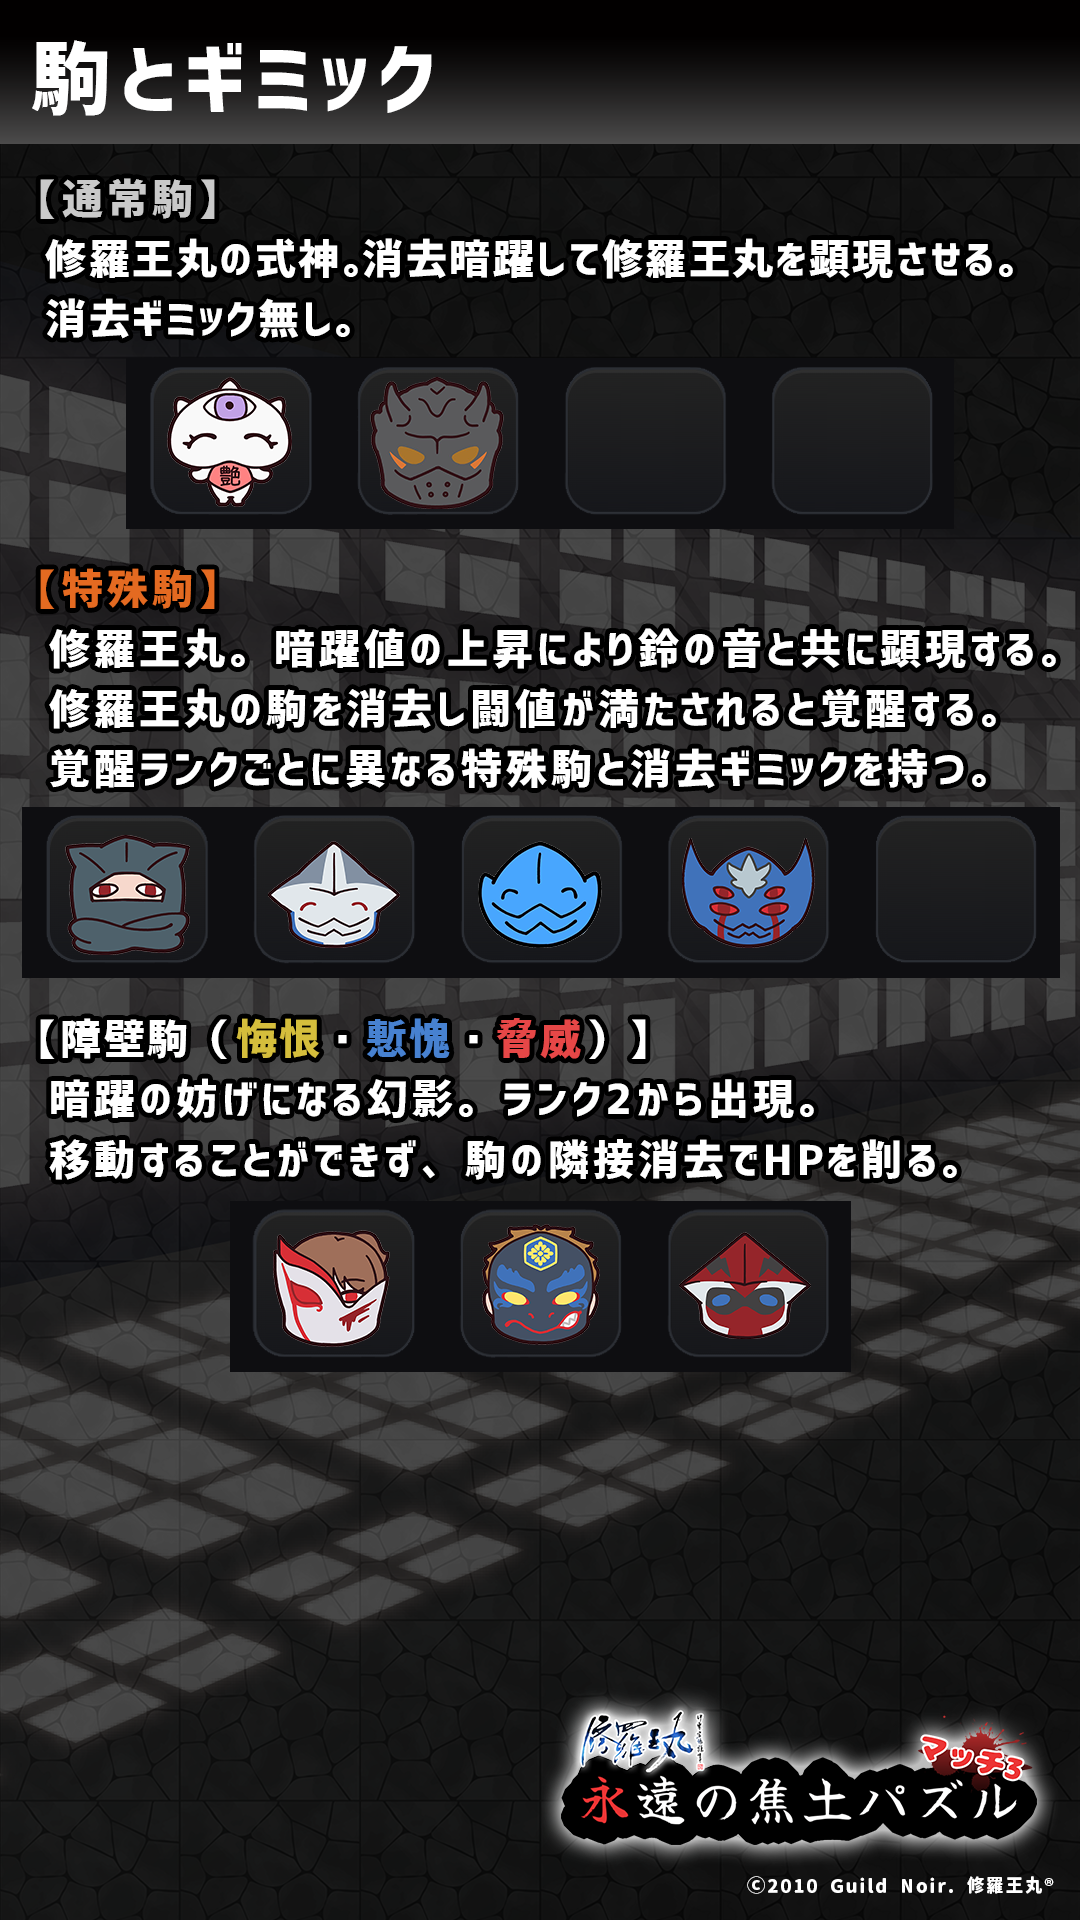 駒とギミック
【通常駒】
修羅王丸の式神。消去暗躍して修羅王丸を顕現させる。
消去ギミック無し。
艶
【特殊駒】
修羅王丸。暗躍値の上昇により鈴の音と共に顕現する。
修羅王丸の駒を消去し闘値が満たされると覚醒する。
覚醒ランクごとに異なる特殊駒と消去ギミックを持つ。
【障壁駒（悔恨・慙愧・脅威）】
暗躍の妨げになる幻影。ランク2から出現。
移動することができず、駒の隣接消去でHPを削る。
修羅王丸
マッチ3
永遠の焦土パズル
©2010 Guild Noir. 修羅王丸®